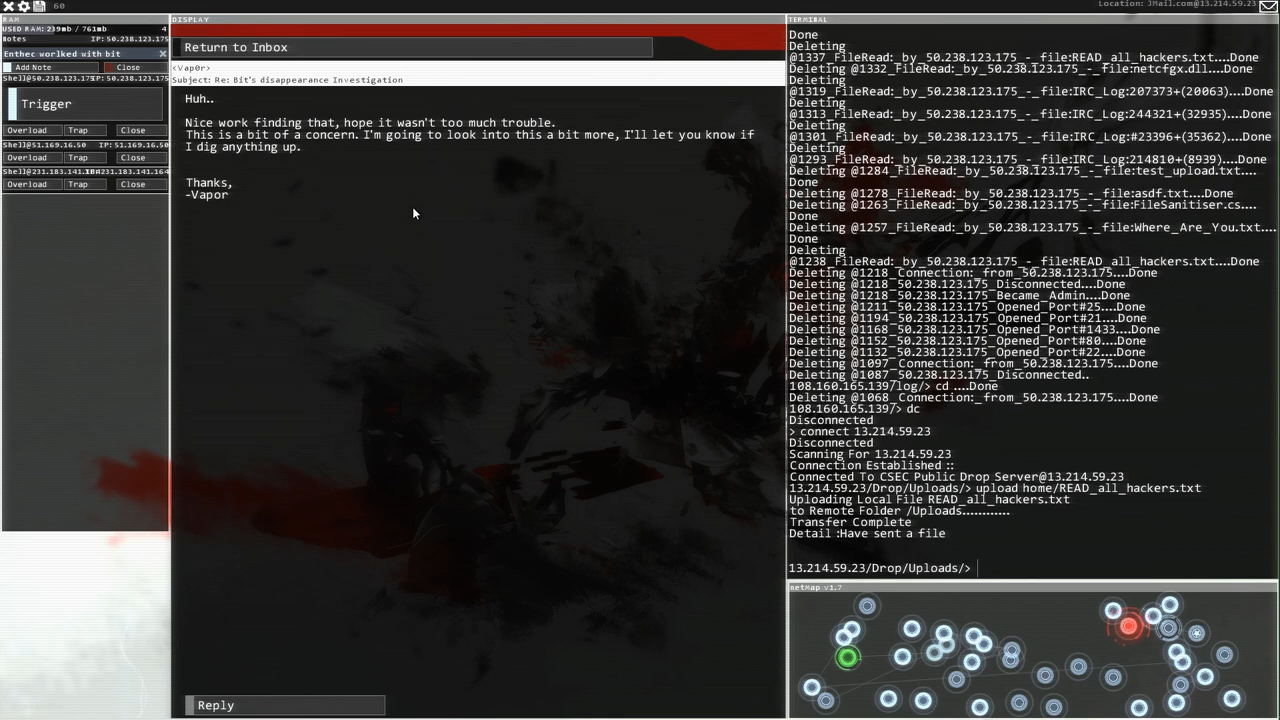 60
Location: JMail.com@13.214.59.23
RAM
USED RAM: 239mb / 761mb 4
Notes IP: 50.238.123.175
Enthec worlked with bit
Add Note Close
Shell@50.238.123.175 IP: 50.238.123.175
Trigger
Overload Trap Close
Shell@51.169.16.50 IP: 51.169.16.50
Overload Trap Close
Shell@231.183.141.164
Overload Trap Close
DISPLAY
Return to Inbox
<Vap0r>
Subject: Re: Bit's disappearance Investigation
Huh..
Nice work finding that, hope it wasn't too much trouble.
This is a bit of a concern. I'm going to look into this a bit more, I'll let you know if
I dig anything up.
Thanks,
-Vapor
Reply
TERMINAL
Done
Deleting
@1337_FileRead:_by_50.238.123.175_-_file:READ_all_hackers.txt....Done
Deleting @1332_FileRead:_by_50.238.123.175_-_file:netcfgx.dll....Done
Deleting
@1319_FileRead:_by_50.238.123.175_-_file:IRC_Log:207373+(20063)....Done
Deleting
@1313_FileRead:_by_50.238.123.175_-_file:IRC_Log:244321+(32935)....Done
Deleting
@1301_FileRead:_by_50.238.123.175_-_file:IRC_Log:#23396+(35362)....Done
Deleting
@1293_FileRead:_by_50.238.123.175_-_file:IRC_Log:214810+(8939)....Done
Deleting @1284_FileRead:_by_50.238.123.175_-_file:test_upload.txt....
Done
Deleting @1278_FileRead:_by_50.238.123.175_-_file:asdf.txt....Done
Deleting @1263_FileRead:_by_50.238.123.175_-_file:FileSanitiser.cs....
Done
Deleting @1257_FileRead:_by_50.238.123.175_-_file:Where_Are_You.txt....
Done
Deleting
@1238_FileRead:_by_50.238.123.175_-_file:READ_all_hackers.txt....Done
Deleting @1218_Connection:_from_50.238.123.175....Done
Deleting @1218_50.238.123.175_Disconnected....Done
Deleting @1218_50.238.123.175_Became_Admin....Done
Deleting @1211_50.238.123.175_Opened_Port#25....Done
Deleting @1194_50.238.123.175_Opened_Port#21....Done
Deleting @1168_50.238.123.175_Opened_Port#1433....Done
Deleting @1152_50.238.123.175_Opened_Port#80....Done
Deleting @1132_50.238.123.175_Opened_Port#22....Done
Deleting @1097_Connection:_from_50.238.123.175....Done
Deleting @1087_50.238.123.175_Disconnected..
108.160.165.139/log/> cd ....Done
Deleting @1068_Connection:_from_50.238.123.175....Done
108.160.165.139/> dc
Disconnected
> connect 13.214.59.23
Disconnected
Scanning For 13.214.59.23
Connection Established ::
Connected To CSEC Public Drop Server@13.214.59.23
13.214.59.23/Drop/Uploads/> upload home/READ_all_hackers.txt
Uploading Local File READ_all_hackers.txt
to Remote Folder /Uploads............
Transfer Complete
Detail :Have sent a file
13.214.59.23/Drop/Uploads/>
netMap v1.7